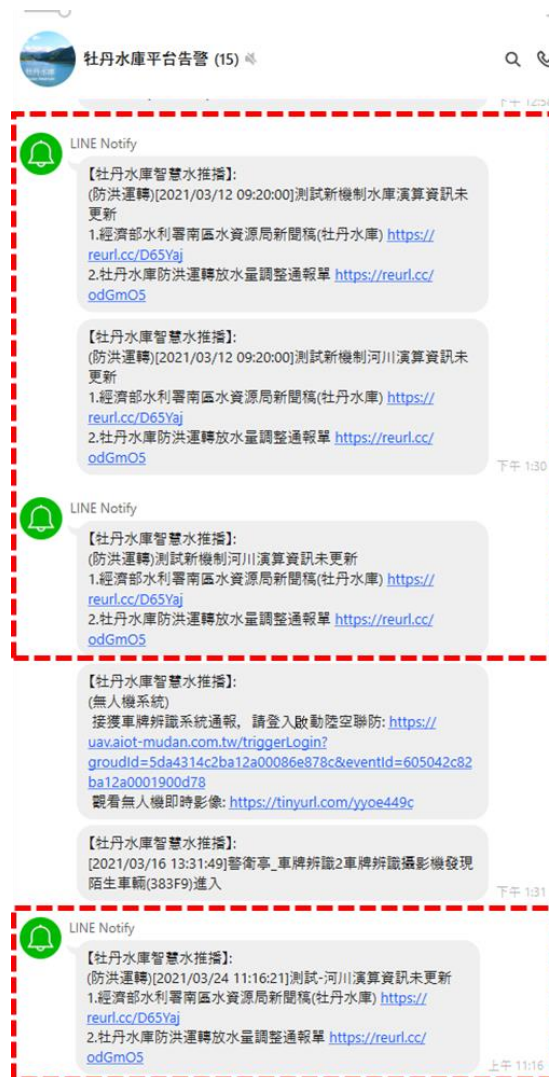 牡丹水庫平台告警 (15)
下午 12:58
LINE Notify
【牡丹水庫智慧水推播】:
(防洪運轉)[2021/03/12 09:20:00]測試新機制水庫演算資訊未
更新
1.經濟部水利署南區水資源局新聞稿(牡丹水庫) https://
reurl.cc/D65Yaj
2.牡丹水庫防洪運轉放水量調整通報單 https://reurl.cc/
odGmO5
【牡丹水庫智慧水推播】:
(防洪運轉)[2021/03/12 09:20:00]測試新機制河川演算資訊未
更新
1.經濟部水利署南區水資源局新聞稿(牡丹水庫) https://
reurl.cc/D65Yaj
2.牡丹水庫防洪運轉放水量調整通報單 https://reurl.cc/
odGmO5
下午 1:30
LINE Notify
【牡丹水庫智慧水推播】:
(防洪運轉)測試新機制河川演算資訊未更新
1.經濟部水利署南區水資源局新聞稿(牡丹水庫) https://
reurl.cc/D65Yaj
2.牡丹水庫防洪運轉放水量調整通報單 https://reurl.cc/
odGmO5
【牡丹水庫智慧水推播】:
(無人機系統)
接獲車牌辨識系統通報，請登入啟動陸空聯防: https://
uav.aiot-mudan.com.tw/triggerLogin?
groudId=5da4314c2ba12a00086e878c&eventId=605042c82
ba12a0001900d78
觀看無人機即時影像: https://tinyurl.com/yyoe449c
【牡丹水庫智慧水推播】:
[2021/03/16 13:31:49]警衛亭_車牌辨識2車牌辨識攝影機發現
陌生車輛(383F9)進入
下午 1:31
LINE Notify
【牡丹水庫智慧水推播】:
(防洪運轉)[2021/03/24 11:16:21]測試-河川演算資訊未更新
1.經濟部水利署南區水資源局新聞稿(牡丹水庫) https://
reurl.cc/D65Yaj
2.牡丹水庫防洪運轉放水量調整通報單 https://reurl.cc/
odGmO5
上午 11:16